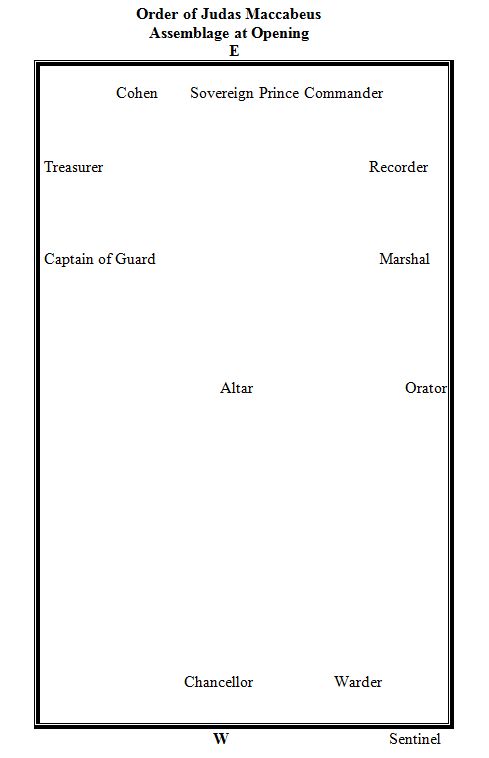 Order of Judas Maccabeus
Assemblage at Opening
E
Cohen Sovereign Prince Commander
Treasurer Recorder
Captain of Guard Marshal
Altar Orator
Chancellor Warder
W Sentinel